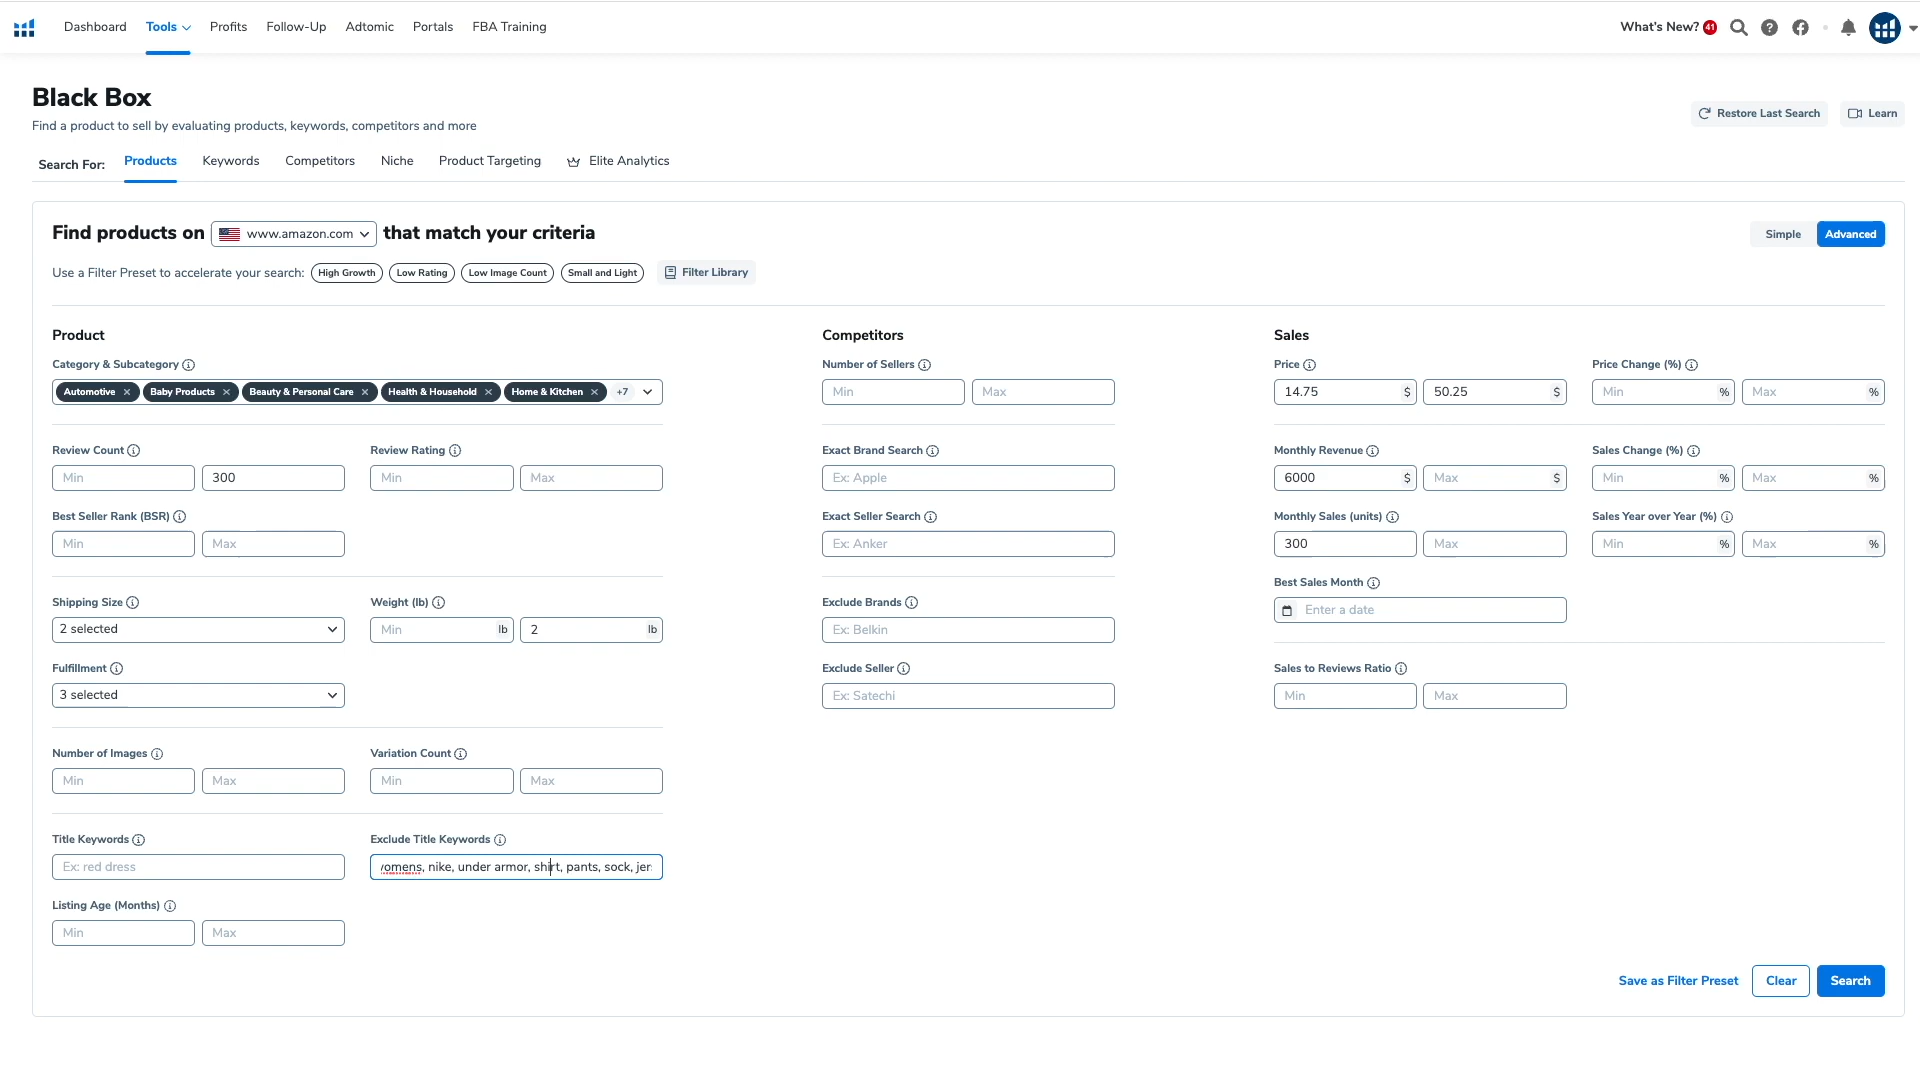 Dashboard Tools Profits Follow-Up Adtomic Portals FBA Training What's New? 41
Black Box
Find a product to sell by evaluating products, keywords, competitors and more
Restore Last Search Learn
Search For: Products Keywords Competitors Niche Product Targeting Elite Analytics
Find products on www.amazon.com that match your criteria
Simple Advanced
Use a Filter Preset to accelerate your search: High Growth Low Rating Low Image Count Small and Light Filter Library
Product Competitors Sales
Category & Subcategory Number of Sellers Price Price Change (%)
Automotive Baby Products Beauty & Personal Care Health & Household Home & Kitchen +7 Min Max 14.75 $ 50.25 $ Min % Max %
Review Count Review Rating Exact Brand Search Monthly Revenue Sales Change (%)
Min 300 Min Max Ex: Apple 6000 $ Max $ Min % Max %
Best Seller Rank (BSR) Exact Seller Search Monthly Sales (units) Sales Year over Year (%)
Min Max Ex: Anker 300 Max Min % Max %
Best Sales Month
Enter a date
Shipping Size Weight (lb) Exclude Brands
2 selected Min lb 2 lb Ex: Belkin
Fulfillment Exclude Seller Sales to Reviews Ratio
3 selected Ex: Satechi Min Max
Number of Images Variation Count
Min Max Min Max
Title Keywords Exclude Title Keywords
Ex: red dress omens, nike, under armor, shirt, pants, sock, jer
Listing Age (Months)
Min Max
Save as Filter Preset Clear Search